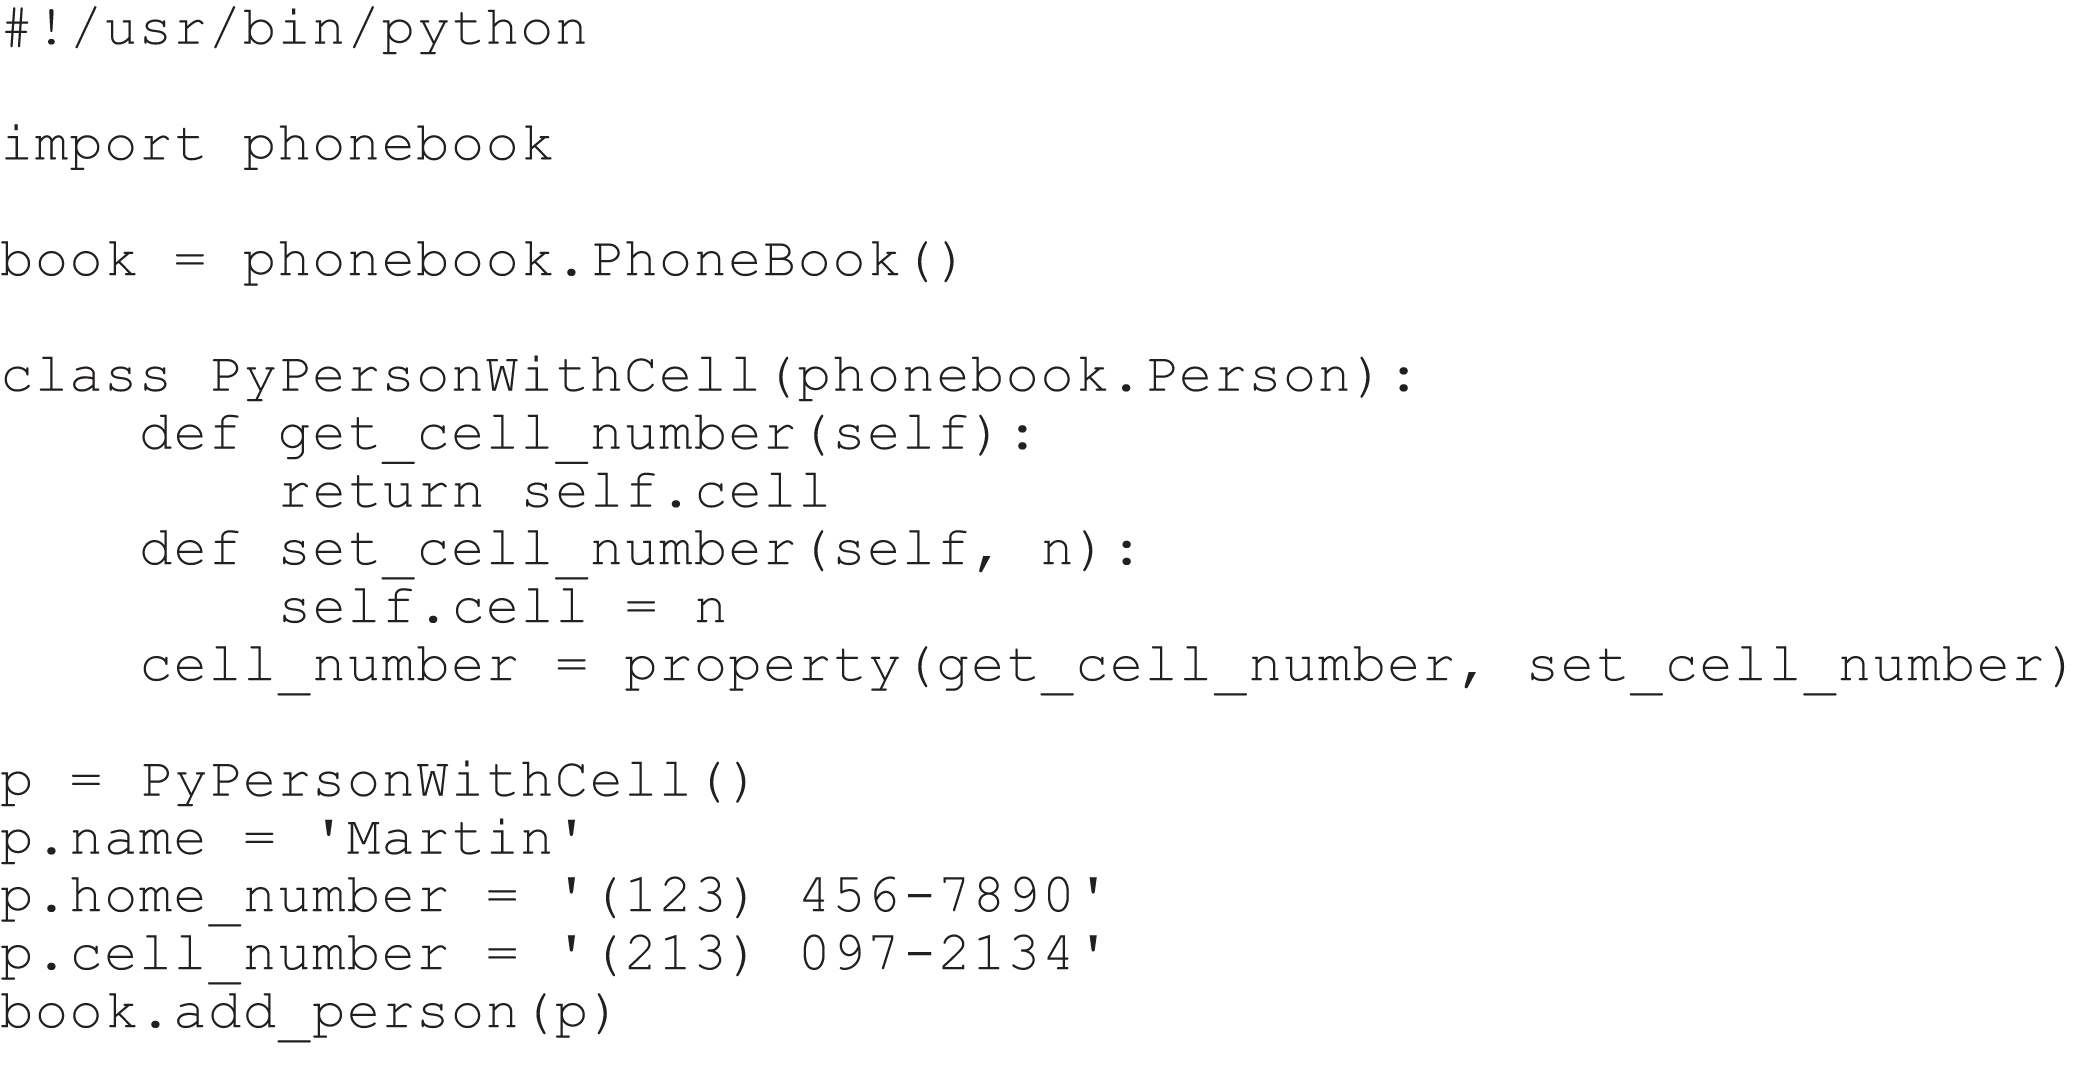 #!/usr/bin/python

import phonebook

book = phonebook.PhoneBook()

class PyPersonWithCell(phonebook.Person):
    def get_cell_number(self):
        return self.cell
    def set_cell_number(self, n):
        self.cell = n
    cell_number = property(get_cell_number, set_cell_number)

p = PyPersonWithCell()
p.name = 'Martin'
p.home_number = '(123) 456-7890'
p.cell_number = '(213) 097-2134'
book.add_person(p)